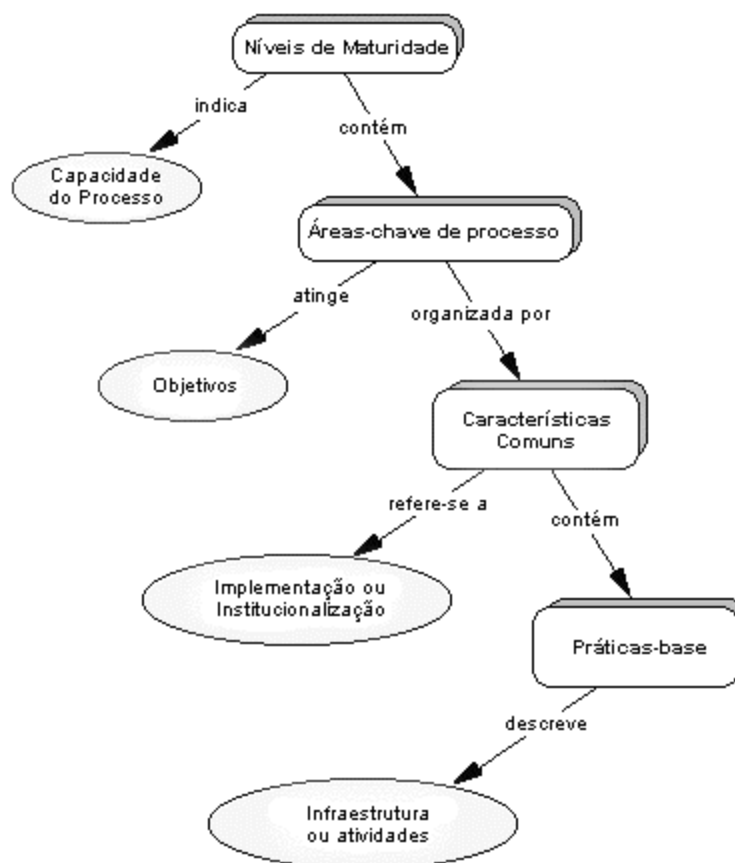 Níveis de Maturidade
indica
contém
Capacidade
do Processo
Áreas-chave de processo
atinge
organizada por
Objetivos
Características
Comuns
refere-se a
contém
Implementação ou
Institucionalização
Práticas-base
descreve
Infraestrutura
ou atividades